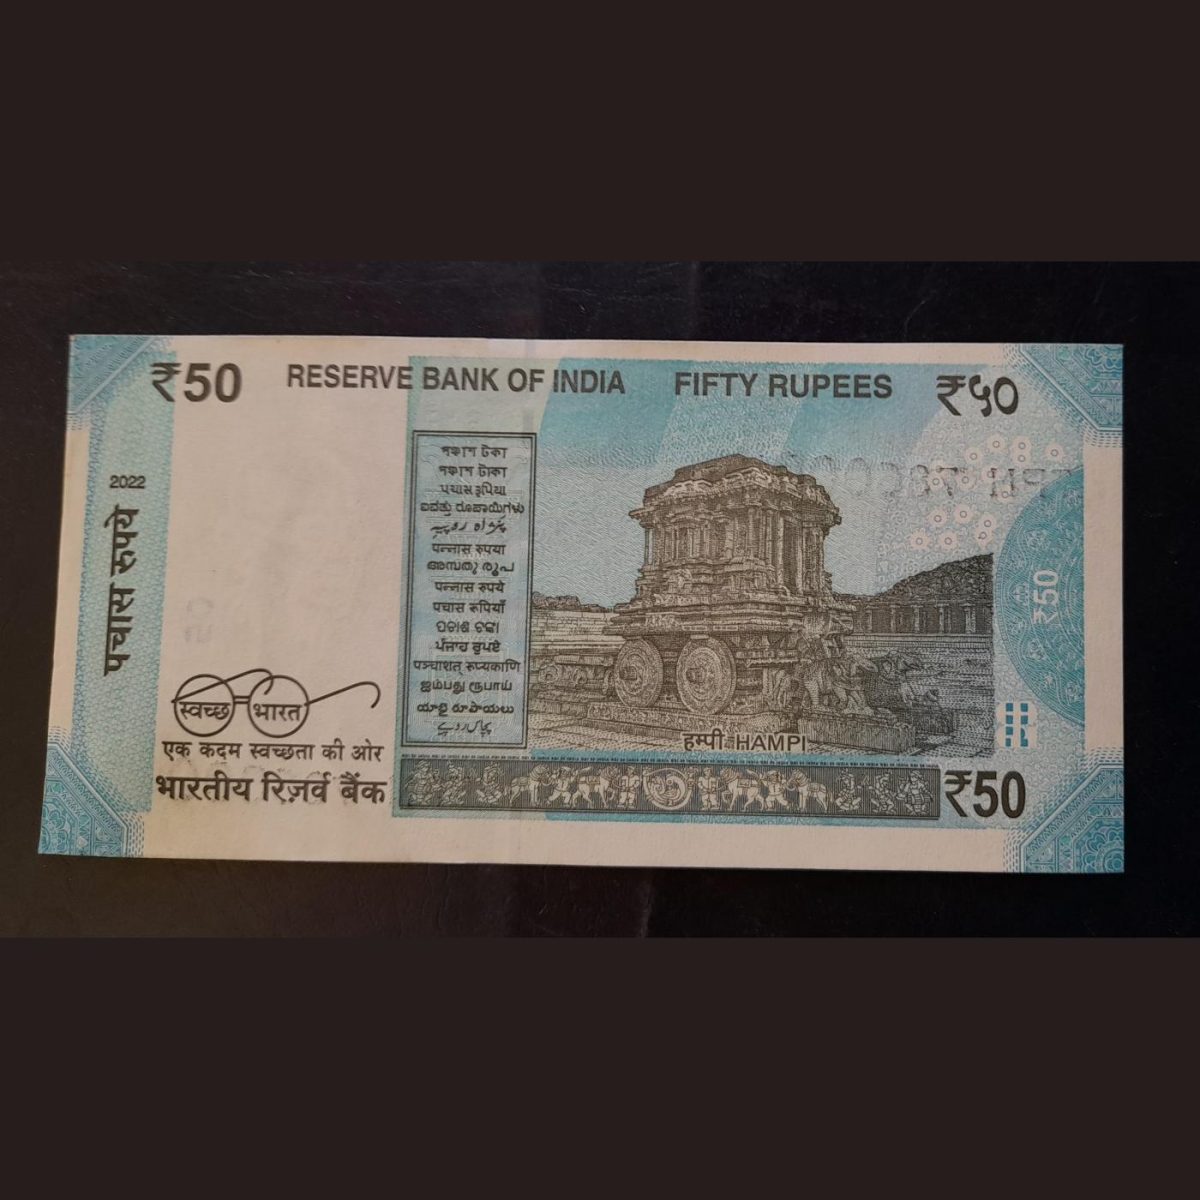 ₹50 RESERVE BANK OF INDIA FIFTY RUPEES ₹५०
2022
पचास रुपये
পঞ্চাশ টকা
পঞ্চাশ টাকা
પચાસ રૂપિયા
ಐವತ್ತು ರೂಪಾಯಿಗಳು
پنژاہ روپیہ
पन्नास रुपया
അമ്പതു രൂപ
पन्नास रुपये
पचास रुपियाँ
ପଚାଶ ଟଙ୍କା
ਪੰਜਾਹ ਰੁਪਏ
पञ्चाशत् रूप्यकाणि
ஐம்பது ரூபாய்
యాభై రూపాయలు
پچاس روپے
₹50
स्वच्छ भारत
एक कदम स्वच्छता की ओर
भारतीय रिज़र्व बैंक
हम्पी HAMPI
₹50